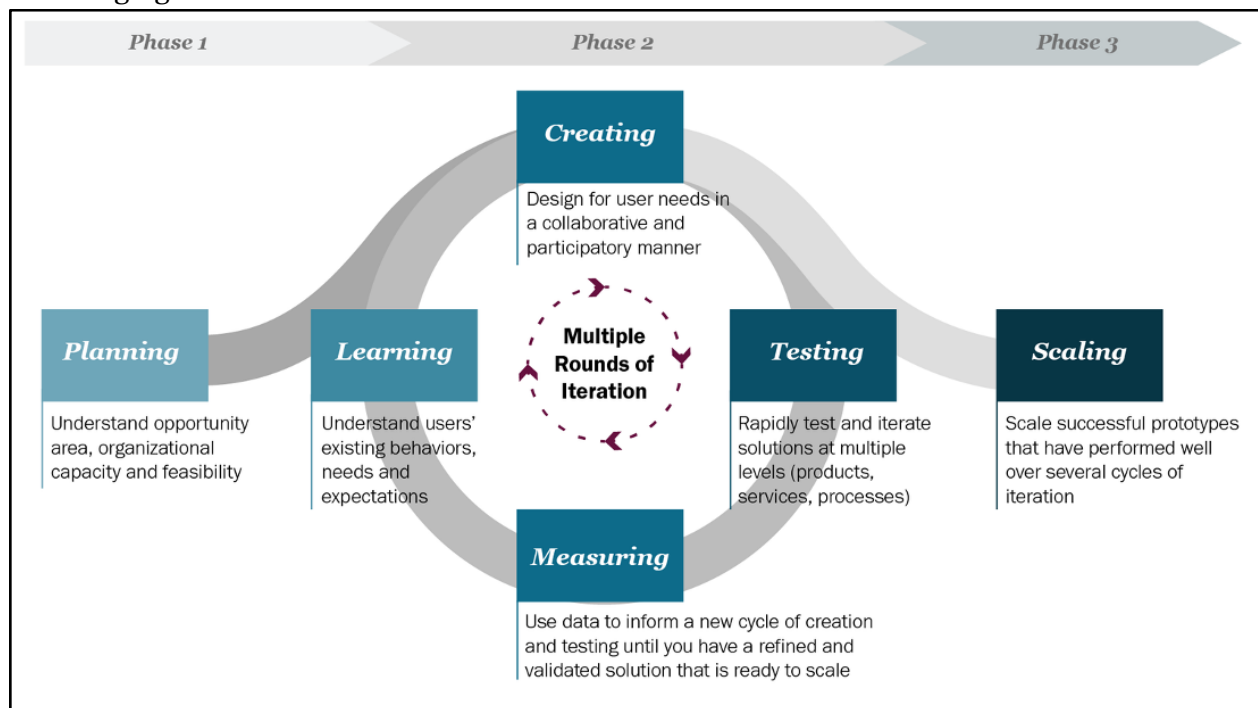 Phase 1
Phase 2
Phase 3
Creating
Design for user needs in
a collaborative and
participatory manner
Planning
Understand opportunity
area, organizational
capacity and feasibility
Learning
Understand users'
existing behaviors,
needs and
expectations
Multiple
Rounds of
Iteration
Testing
Rapidly test and iterate
solutions at multiple
levels (products,
services, processes)
Scaling
Scale successful prototypes
that have performed well
over several cycles of
iteration
Measuring
Use data to inform a new cycle of creation
and testing until you have a refined and
validated solution that is ready to scale